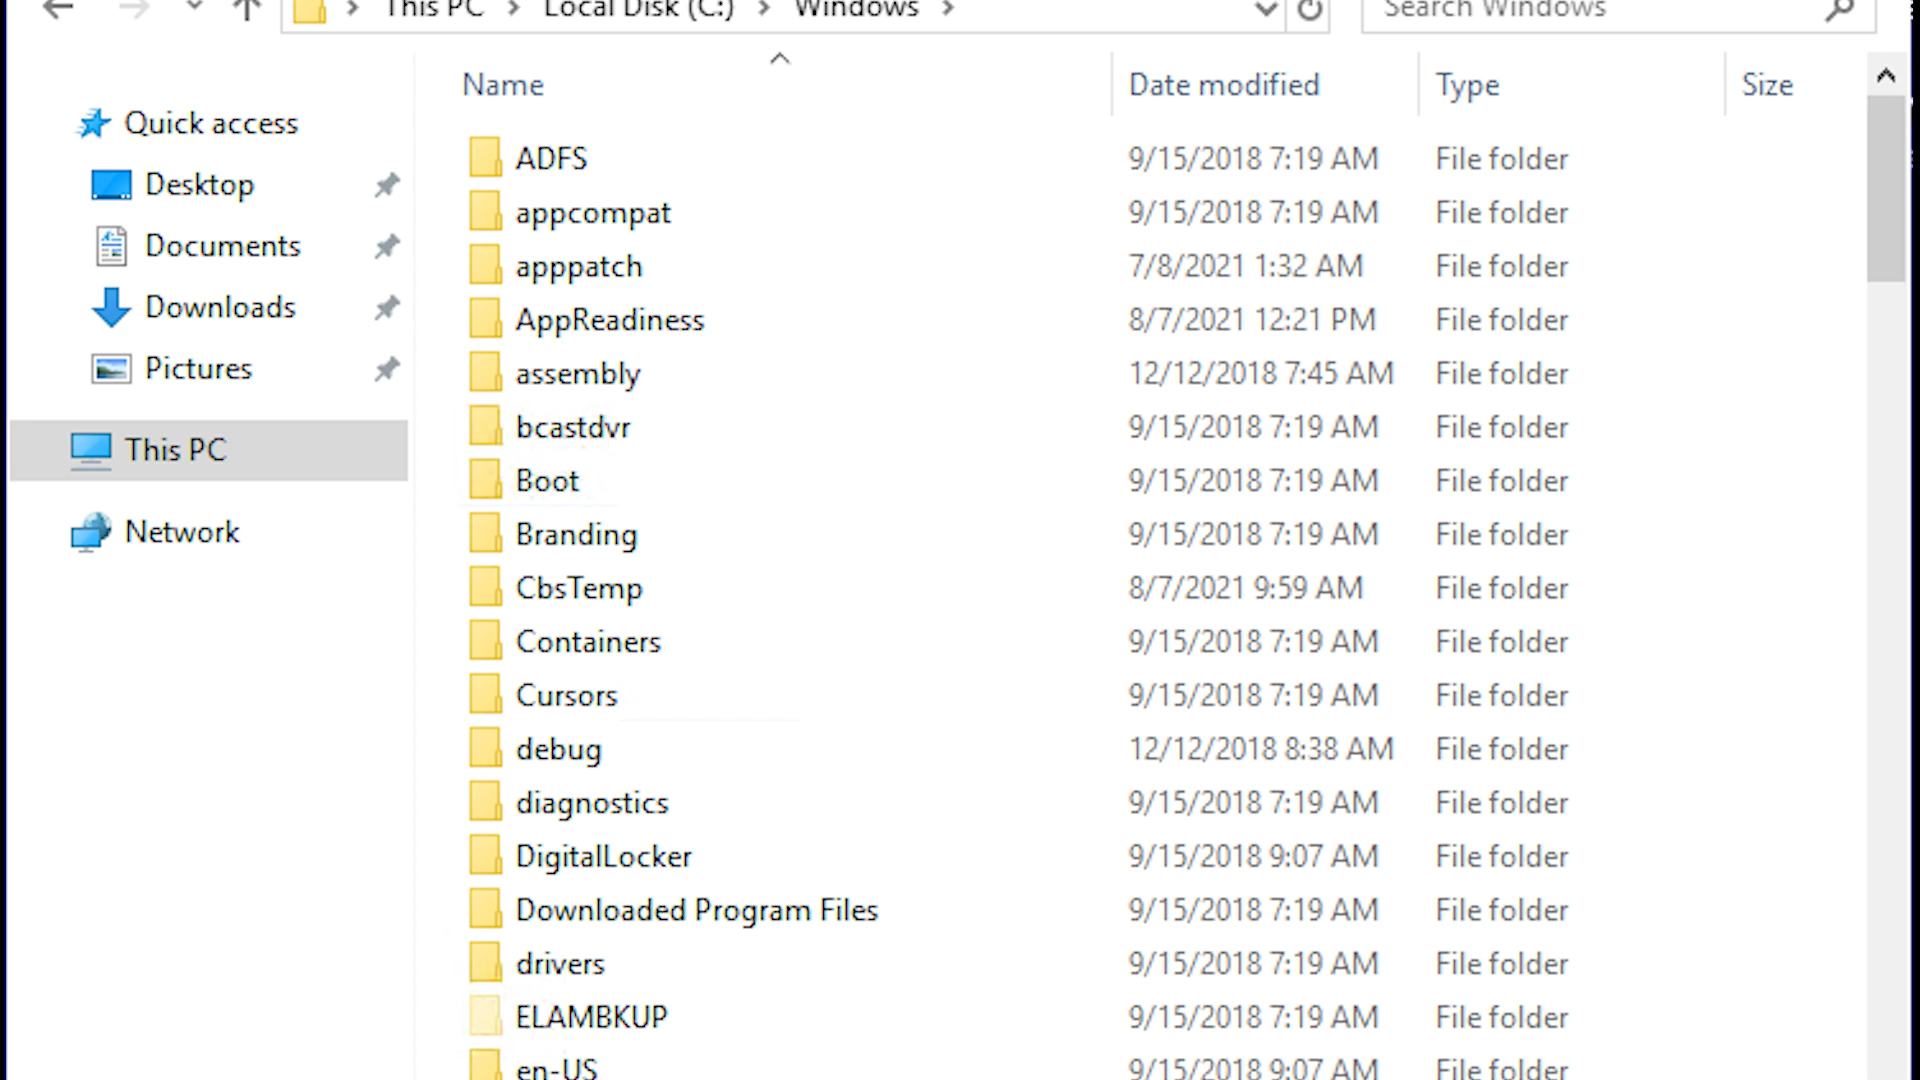 This PC > Local Disk (C:) > Windows >
Search Windows
Name Date modified Type Size
Quick access
Desktop
Documents
Downloads
Pictures
This PC
Network
ADFS 9/15/2018 7:19 AM File folder
appcompat 9/15/2018 7:19 AM File folder
apppatch 7/8/2021 1:32 AM File folder
AppReadiness 8/7/2021 12:21 PM File folder
assembly 12/12/2018 7:45 AM File folder
bcastdvr 9/15/2018 7:19 AM File folder
Boot 9/15/2018 7:19 AM File folder
Branding 9/15/2018 7:19 AM File folder
CbsTemp 8/7/2021 9:59 AM File folder
Containers 9/15/2018 7:19 AM File folder
Cursors 9/15/2018 7:19 AM File folder
debug 12/12/2018 8:38 AM File folder
diagnostics 9/15/2018 7:19 AM File folder
DigitalLocker 9/15/2018 9:07 AM File folder
Downloaded Program Files 9/15/2018 7:19 AM File folder
drivers 9/15/2018 7:19 AM File folder
ELAMBKUP 9/15/2018 7:19 AM File folder
en-US 9/15/2018 9:07 AM File folder